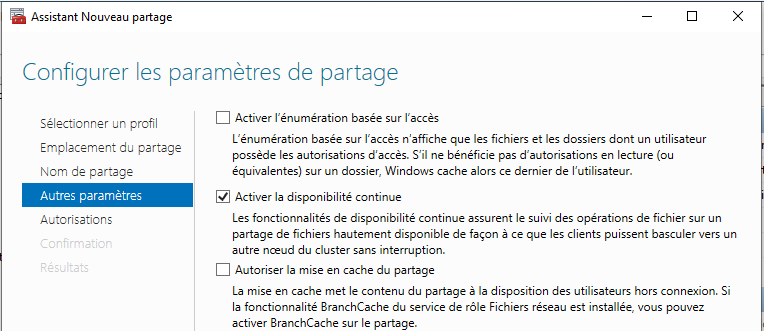 Assistant Nouveau partage
Configurer les paramètres de partage
Sélectionner un profil
Emplacement du partage
Nom de partage
Autres paramètres
Autorisations
Confirmation
Résultats
Activer l'énumération basée sur l'accès
L'énumération basée sur l'accès n'affiche que les fichiers et les dossiers dont un utilisateur
possède les autorisations d'accès. S'il ne bénéficie pas d'autorisations en lecture (ou
équivalentes) sur un dossier, Windows cache alors ce dernier de l'utilisateur.
Activer la disponibilité continue
Les fonctionnalités de disponibilité continue assurent le suivi des opérations de fichier sur un
partage de fichiers hautement disponible de façon à ce que les clients puissent basculer vers un
autre nœud du cluster sans interruption.
Autoriser la mise en cache du partage
La mise en cache met le contenu du partage à la disposition des utilisateurs hors connexion. Si
la fonctionnalité BranchCache du service de rôle Fichiers réseau est installée, vous pouvez
activer BranchCache sur le partage.